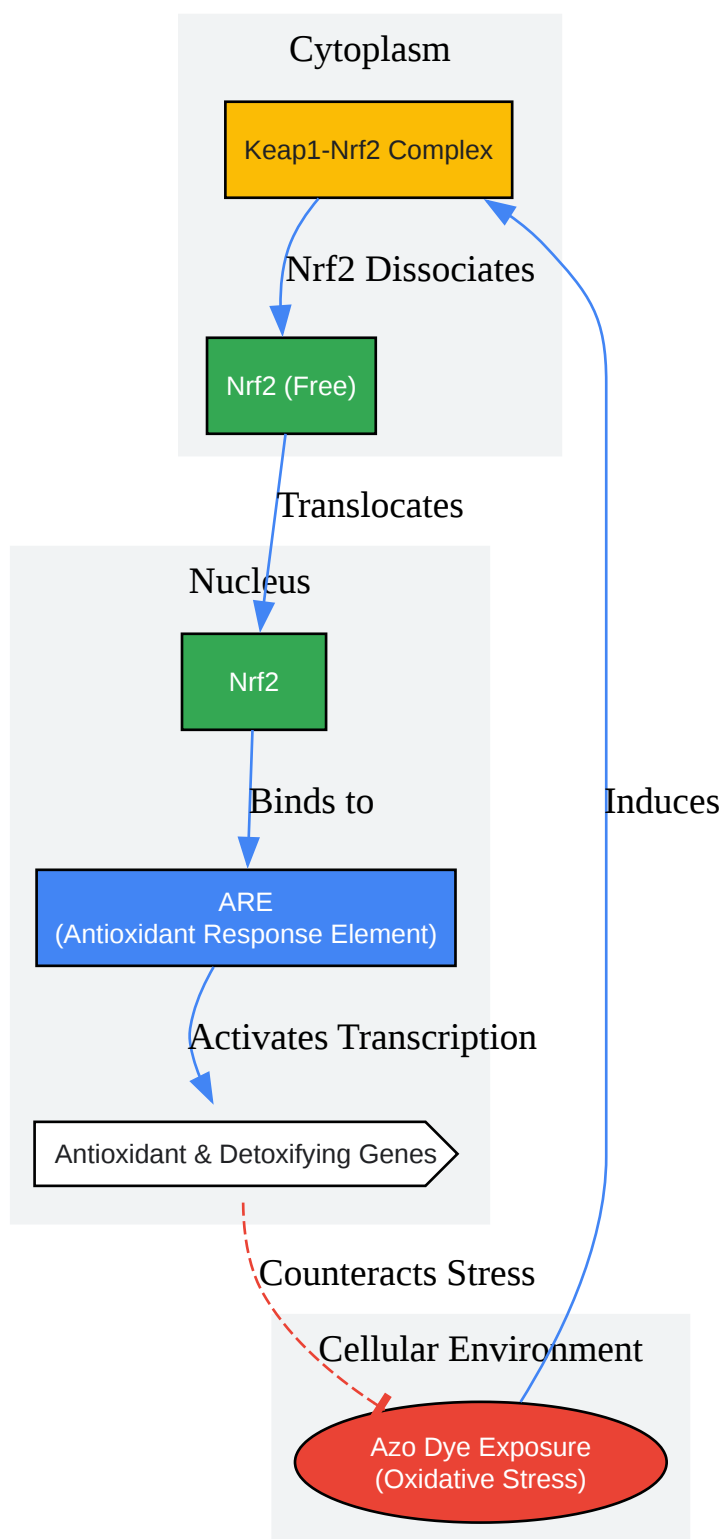 Cytoplasm
Keap1-Nrf2 Complex
Nrf2 Dissociates
Nrf2 (Free)
Translocates
Nucleus
Nrf2
Binds to
Induces
ARE
(Antioxidant Response Element)
Activates Transcription
Antioxidant & Detoxifying Genes
Counteracts Stress
Cellular Environment
Azo Dye Exposure
(Oxidative Stress)